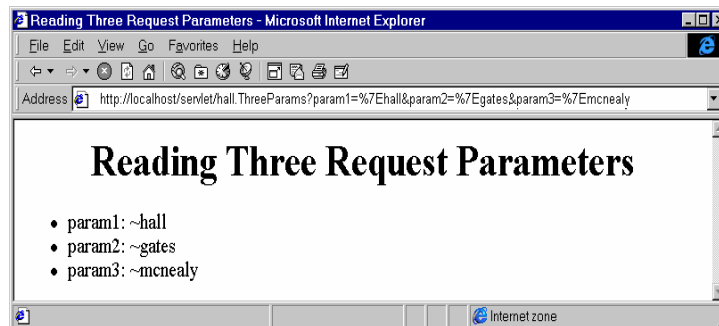 Reading Three Request Parameters - Microsoft Internet Explorer
File Edit View Go Favorites Help
Address http://localhost/servlet/hall.ThreeParams?param1=%7Ehall&param2=%7Egates&param3=%7Emcnealy
Reading Three Request Parameters
• param1: ~hall
• param2: ~gates
• param3: ~mcnealy
Internet zone